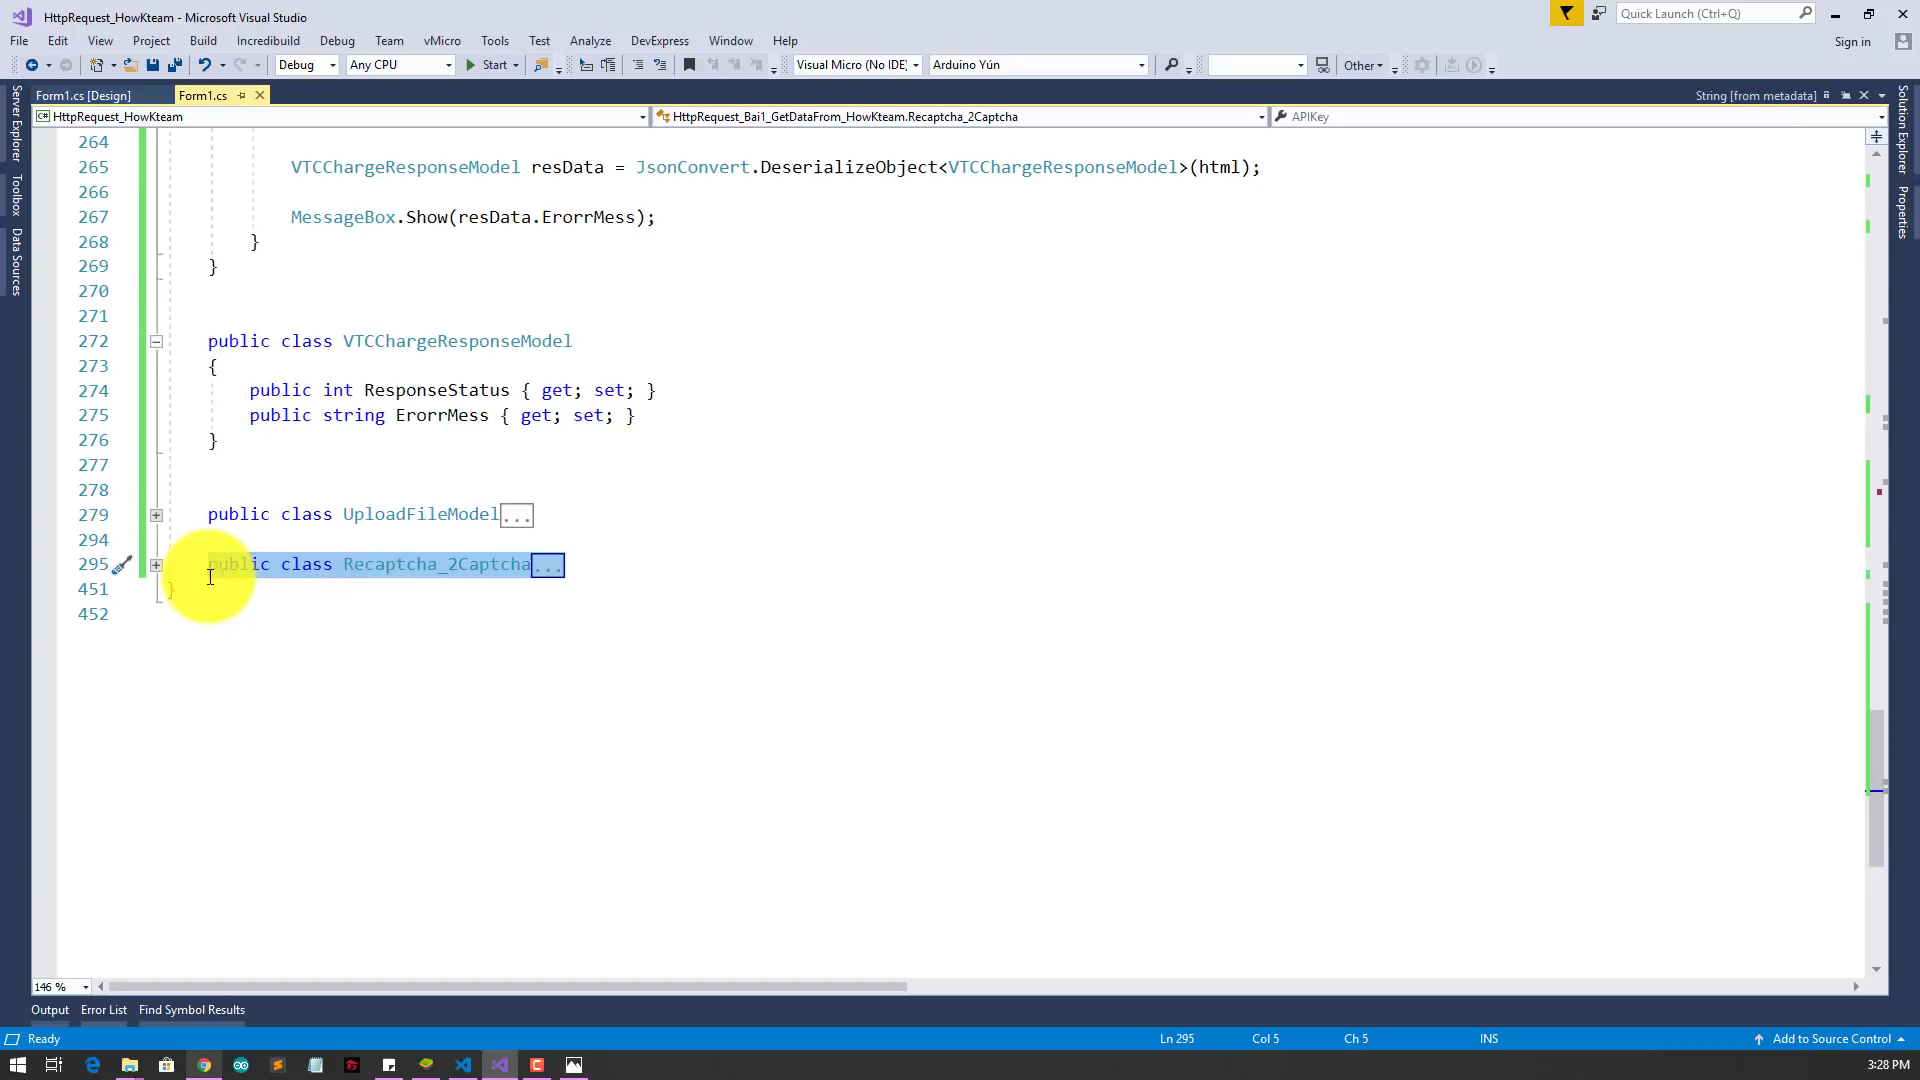 HttpRequest_HowKteam - Microsoft Visual Studio
Quick Launch (Ctrl+Q)
File Edit View Project Build Incredibuild Debug Team vMicro Tools Test Analyze DevExpress Window Help
Sign in
Debug Any CPU Start Visual Micro (No IDE) Arduino Yún Other
Form1.cs [Design] Form1.cs String [from metadata]
HttpRequest_HowKteam HttpRequest_Bai1_GetDataFrom_HowKteam.Recaptcha_2Captcha APIKey
Server Explorer
Toolbox
Data Sources
Solution Explorer
Properties
264
265 VTCChargeResponseModel resData = JsonConvert.DeserializeObject<VTCChargeResponseModel>(html);
266
267 MessageBox.Show(resData.ErorrMess);
268 }
269 }
270
271
272 public class VTCChargeResponseModel
273 {
274 public int ResponseStatus { get; set; }
275 public string ErorrMess { get; set; }
276 }
277
278
279 public class UploadFileModel...
294
295 public class Recaptcha_2Captcha...
451 }
452
146 %
Output Error List Find Symbol Results
Ready Ln 295 Col 5 Ch 5 INS Add to Source Control
3:28 PM